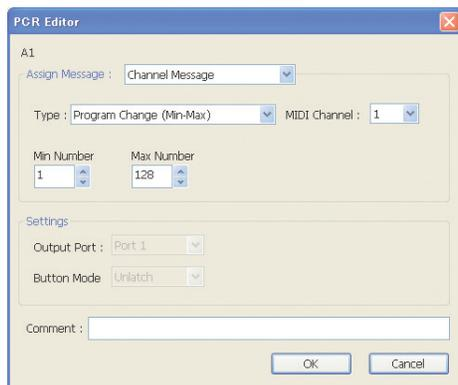 PCR Editor
A1
Assign Message : Channel Message
Type : Program Change (Min-Max) MIDI Channel : 1
Min Number Max Number
1 128
Settings
Output Port : Port 1
Button Mode Unlatch
Comment :
OK Cancel